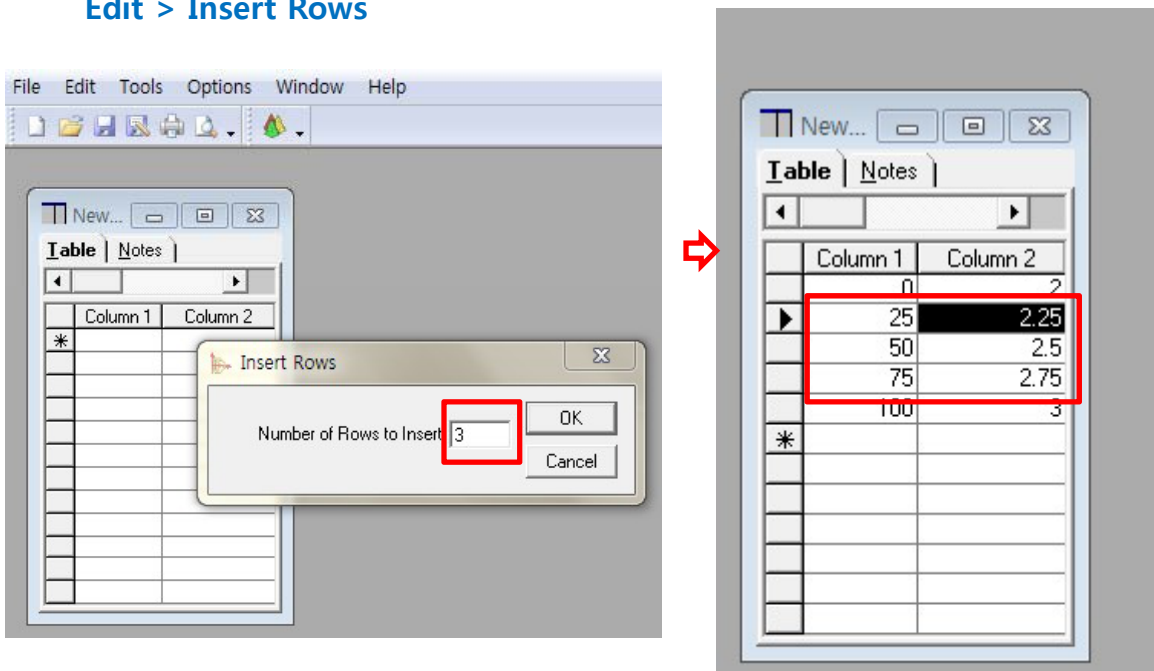 Edit > Insert Rows
File Edit Tools Options Window Help
New...
Table Notes
Column 1 Column 2
Insert Rows
Number of Rows to Insert 3
OK
Cancel
New...
Table Notes
Column 1 Column 2
0 2
25 2.25
50 2.5
75 2.75
100 3